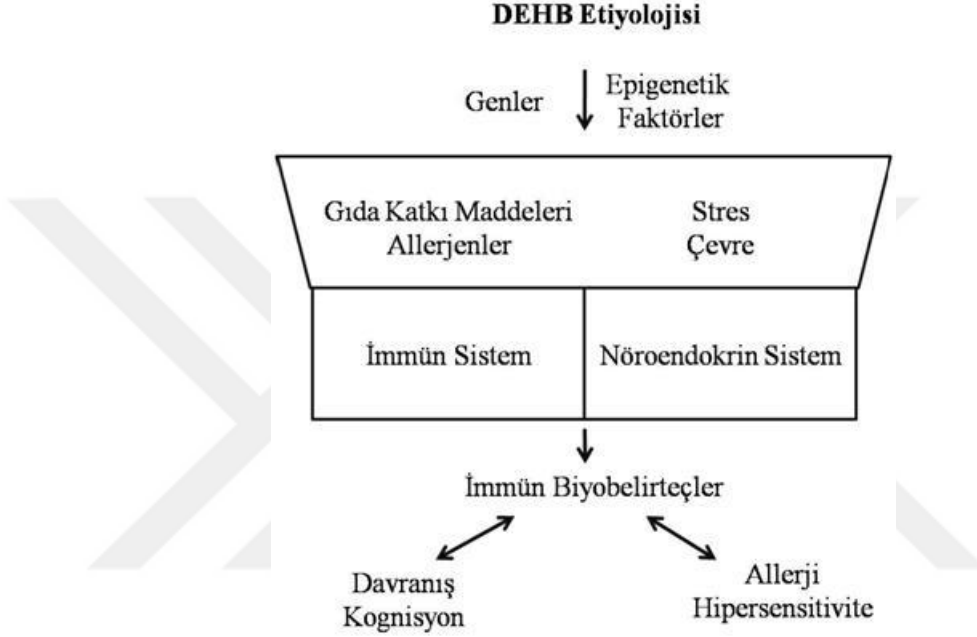 DEHB Etiyolojisi
Genler
Epigenetik
Faktörler
Gıda Katkı Maddeleri
Allerjenler
Stres
Çevre
İmmün Sistem
Nöroendokrin Sistem
İmmün Biyobelirteçler
Davranış
Kognisyon
Allerji
Hipersensitivite